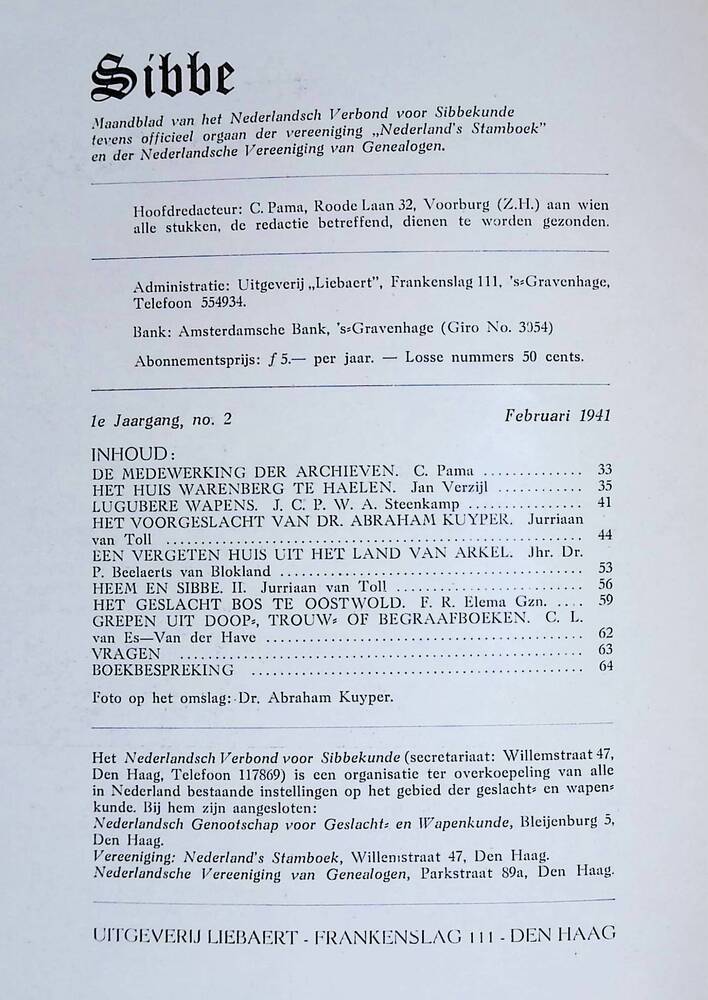 Sibbe
Maandblad van het Nederlandsch Verbond voor Sibbekunde
tevens officieel orgaan der vereeniging „Nederland's Stamboek"
en der Nederlandsche Vereeniging van Genealogen.
Hoofdredacteur: C. Pama, Roode Laan 32, Voorburg (Z.H.) aan wien
alle stukken, de redactie betreffend, dienen te worden gezonden.
Administratie: Uitgeverij „Liebaert", Frankenslag 111, 's=Gravenhage,
Telefoon 554934.
Bank: Amsterdamsche Bank, 's=Gravenhage (Giro No. 3054)
Abonnementsprijs: ƒ 5.— per jaar. — Losse nummers 50 cents.
1e Jaargang, no. 2 Februari 1941
INHOUD:
DE MEDEWERKING DER ARCHIEVEN. C. Pama .............. 33
HET HUIS WARENBERG TE HAELEN. Jan Verzijl ............ 35
LUGUBERE WAPENS. J. C. P. W. A. Steenkamp ................ 41
HET VOORGESLACHT VAN DR. ABRAHAM KUYPER. Jurriaan
van Toll .................................................. 44
EEN VERGETEN HUIS UIT HET LAND VAN ARKEL. Jhr. Dr.
P. Beelaerts van Blokland .................................... 53
HEEM EN SIBBE. II. Jurriaan van Toll ........................ 56
HET GESLACHT BOS TE OOSTWOLD. F. R. Elema Gzn. .... 59
GREPEN UIT DOOP=, TROUW= OF BEGRAAFBOEKEN. C. L.
van Es—Van der Have ...................................... 62
VRAGEN .................................................. 63
BOEKBESPREKING ........................................ 64
Foto op het omslag: Dr. Abraham Kuyper.
Het Nederlandsch Verbond voor Sibbekunde (secretariaat: Willemstraat 47,
Den Haag, Telefoon 117869) is een organisatie ter overkoepeling van alle
in Nederland bestaande instellingen op het gebied der geslacht= en wapen=
kunde. Bij hem zijn aangesloten:
Nederlandsch Genootschap voor Geslacht= en Wapenkunde, Bleijenburg 5,
Den Haag.
Vereeniging: Nederland's Stamboek, Willemstraat 47, Den Haag.
Nederlandsche Vereeniging van Genealogen, Parkstraat 89a, Den Haag.
UITGEVERIJ LIEBAERT - FRANKENSLAG 111 - DEN HAAG